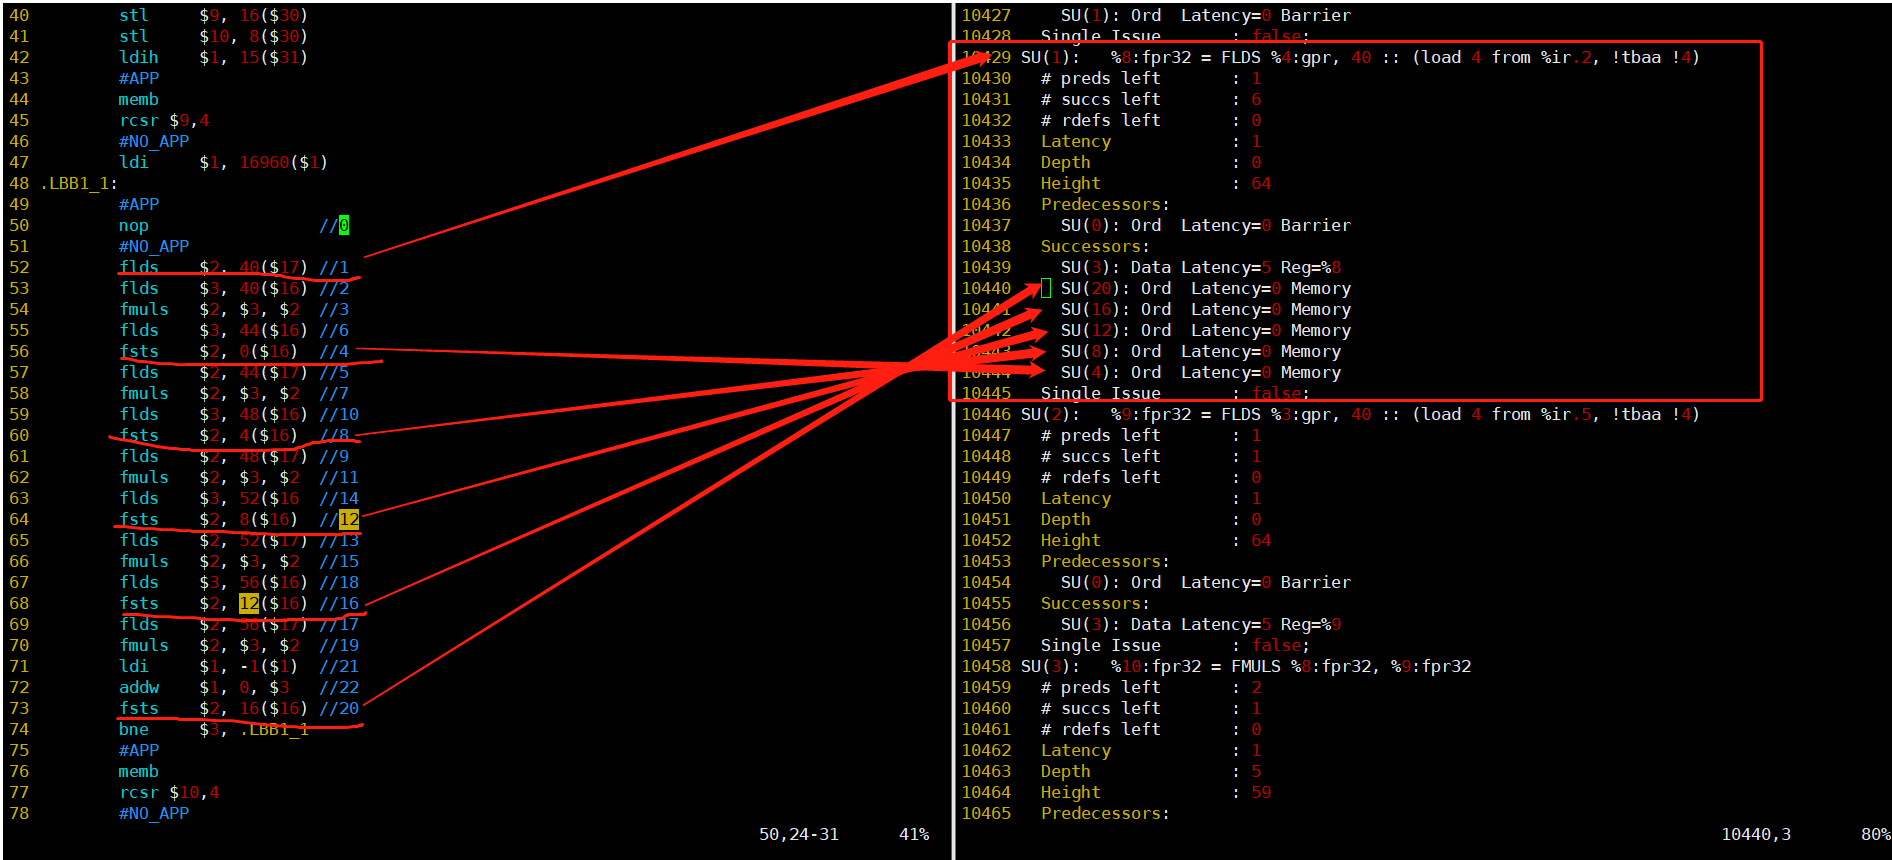 40 stl $9, 16($30)
41 stl $10, 8($30)
42 ldih $1, 15($31)
43 #APP
44 memb
45 rcsr $9,4
46 #NO_APP
47 ldi $1, 16960($1)
48 .LBB1_1:
49 #APP
50 nop //0
51 #NO_APP
52 flds $2, 40($17) //1
53 flds $3, 40($16) //2
54 fmuls $2, $3, $2 //3
55 flds $3, 44($16) //6
56 fsts $2, 0($16) //4
57 flds $2, 44($17) //5
58 fmuls $2, $3, $2 //7
59 flds $3, 48($16) //10
60 fsts $2, 4($16) //8
61 flds $2, 48($17) //9
62 fmuls $2, $3, $2 //11
63 flds $3, 52($16 //14
64 fsts $2, 8($16) //12
65 flds $2, 52($17) //13
66 fmuls $2, $3, $2 //15
67 flds $3, 56($16) //18
68 fsts $2, 12($16) //16
69 flds $2, 56($17) //17
70 fmuls $2, $3, $2 //19
71 ldi $1, -1($1) //21
72 addw $1, 0, $3 //22
73 fsts $2, 16($16) //20
74 bne $3, .LBB1_1
75 #APP
76 memb
77 rcsr $10,4
78 #NO_APP
50,24-31 41%
10427 SU(1): Ord Latency=0 Barrier
10428 Single Issue : false;
10429 SU(1): %8:fpr32 = FLDS %4:gpr, 40 :: (load 4 from %ir.2, !tbaa !4)
10430 # preds left : 1
10431 # succs left : 6
10432 # rdefs left : 0
10433 Latency : 1
10434 Depth : 0
10435 Height : 64
10436 Predecessors:
10437 SU(0): Ord Latency=0 Barrier
10438 Successors:
10439 SU(3): Data Latency=5 Reg=%8
10440 SU(20): Ord Latency=0 Memory
10441 SU(16): Ord Latency=0 Memory
10442 SU(12): Ord Latency=0 Memory
10443 SU(8): Ord Latency=0 Memory
10444 SU(4): Ord Latency=0 Memory
10445 Single Issue : false;
10446 SU(2): %9:fpr32 = FLDS %3:gpr, 40 :: (load 4 from %ir.5, !tbaa !4)
10447 # preds left : 1
10448 # succs left : 1
10449 # rdefs left : 0
10450 Latency : 1
10451 Depth : 0
10452 Height : 64
10453 Predecessors:
10454 SU(0): Ord Latency=0 Barrier
10455 Successors:
10456 SU(3): Data Latency=5 Reg=%9
10457 Single Issue : false;
10458 SU(3): %10:fpr32 = FMULS %8:fpr32, %9:fpr32
10459 # preds left : 2
10460 # succs left : 1
10461 # rdefs left : 0
10462 Latency : 1
10463 Depth : 5
10464 Height : 59
10465 Predecessors:
10440,3 80%